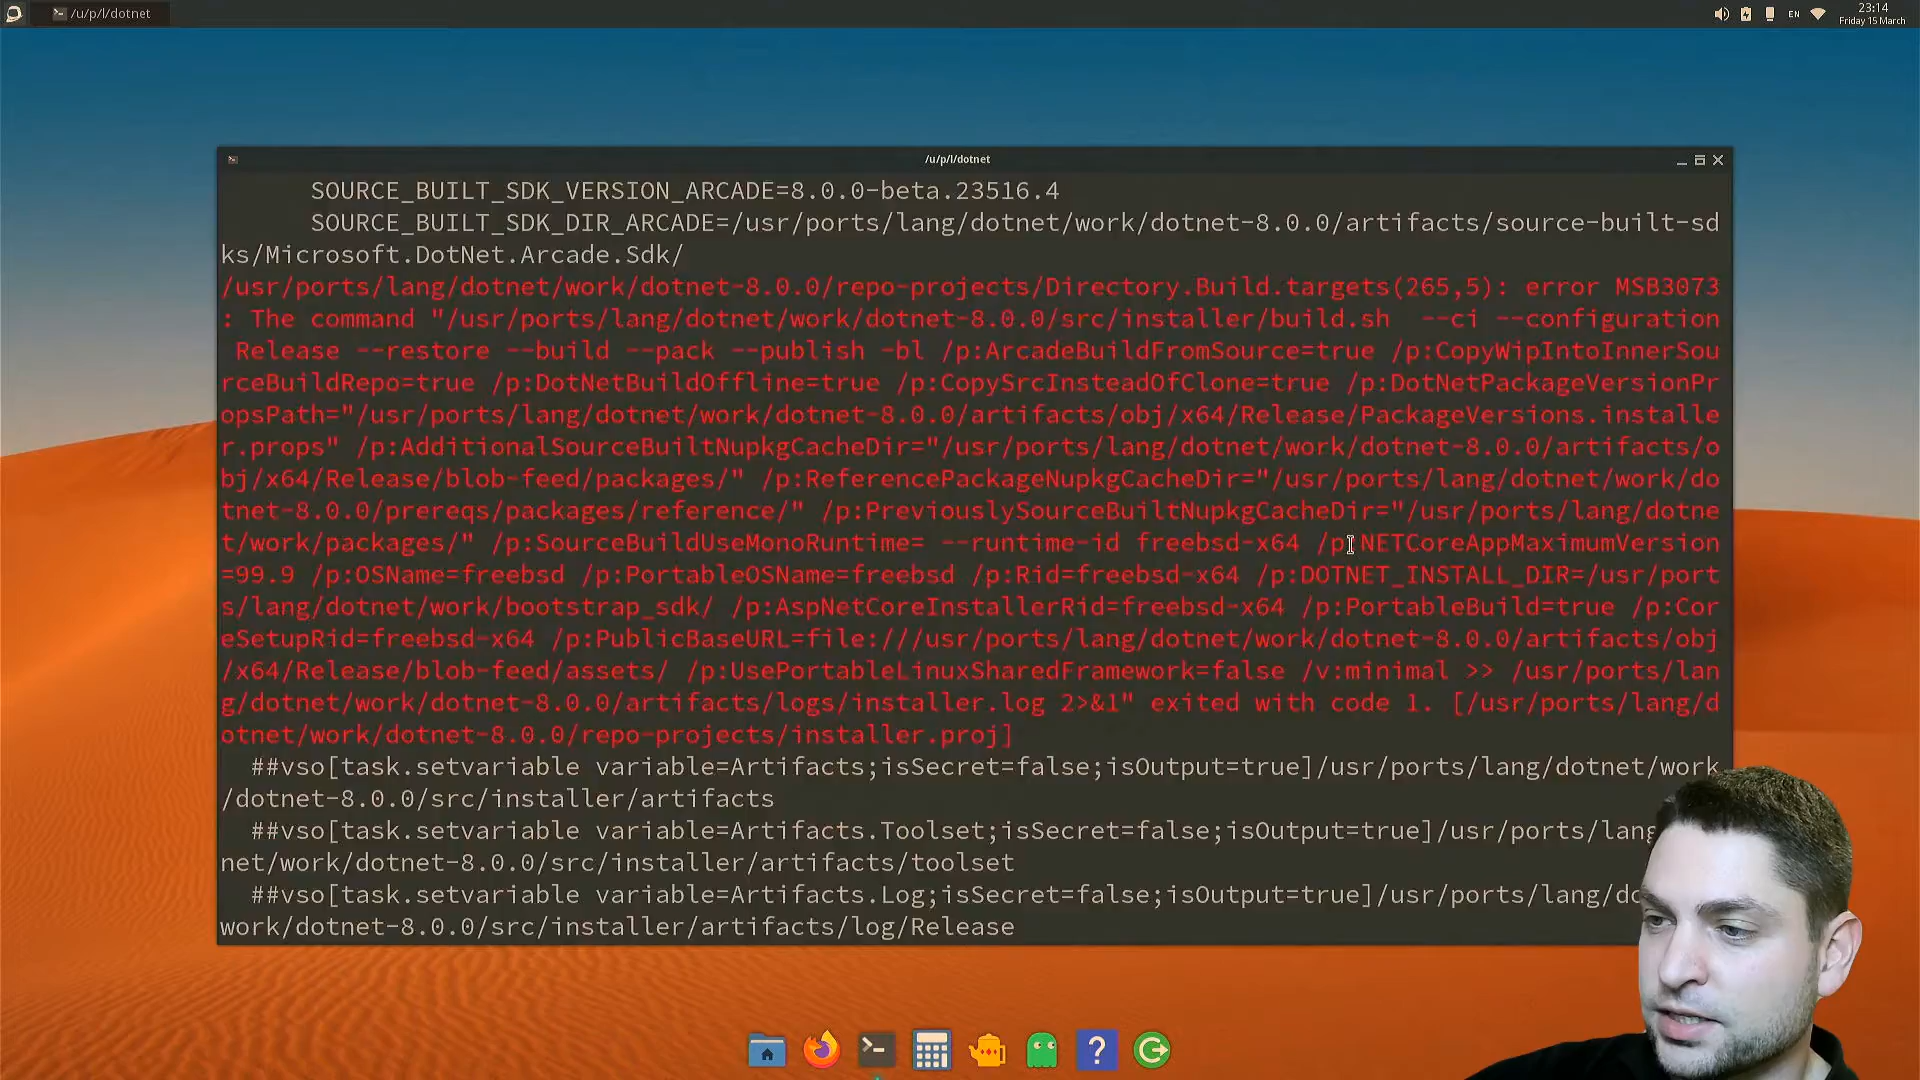 /u/p/l/dotnet
EN
23:14
Friday 15 March
/u/p/l/dotnet
SOURCE_BUILT_SDK_VERSION_ARCADE=8.0.0-beta.23516.4
SOURCE_BUILT_SDK_DIR_ARCADE=/usr/ports/lang/dotnet/work/dotnet-8.0.0/artifacts/source-built-sd
ks/Microsoft.DotNet.Arcade.Sdk/
/usr/ports/lang/dotnet/work/dotnet-8.0.0/repo-projects/Directory.Build.targets(265,5): error MSB3073
: The command "/usr/ports/lang/dotnet/work/dotnet-8.0.0/src/installer/build.sh  --ci --configuration
Release --restore --build --pack --publish -bl /p:ArcadeBuildFromSource=true /p:CopyWipIntoInnerSou
rceBuildRepo=true /p:DotNetBuildOffline=true /p:CopySrcInsteadOfClone=true /p:DotNetPackageVersionPr
opsPath="/usr/ports/lang/dotnet/work/dotnet-8.0.0/artifacts/obj/x64/Release/PackageVersions.installe
r.props" /p:AdditionalSourceBuiltNupkgCacheDir="/usr/ports/lang/dotnet/work/dotnet-8.0.0/artifacts/o
bj/x64/Release/blob-feed/packages/" /p:ReferencePackageNupkgCacheDir="/usr/ports/lang/dotnet/work/do
tnet-8.0.0/prereqs/packages/reference/" /p:PreviouslySourceBuiltNupkgCacheDir="/usr/ports/lang/dotne
t/work/packages/" /p:SourceBuildUseMonoRuntime= --runtime-id freebsd-x64 /p:NETCoreAppMaximumVersion
=99.9 /p:OSName=freebsd /p:PortableOSName=freebsd /p:Rid=freebsd-x64 /p:DOTNET_INSTALL_DIR=/usr/port
s/lang/dotnet/work/bootstrap_sdk/ /p:AspNetCoreInstallerRid=freebsd-x64 /p:PortableBuild=true /p:Cor
eSetupRid=freebsd-x64 /p:PublicBaseURL=file:///usr/ports/lang/dotnet/work/dotnet-8.0.0/artifacts/obj
/x64/Release/blob-feed/assets/ /p:UsePortableLinuxSharedFramework=false /v:minimal >> /usr/ports/lan
g/dotnet/work/dotnet-8.0.0/artifacts/logs/installer.log 2>&1" exited with code 1. [/usr/ports/lang/d
otnet/work/dotnet-8.0.0/repo-projects/installer.proj]
##vso[task.setvariable variable=Artifacts;isSecret=false;isOutput=true]/usr/ports/lang/dotnet/work
/dotnet-8.0.0/src/installer/artifacts
##vso[task.setvariable variable=Artifacts.Toolset;isSecret=false;isOutput=true]/usr/ports/lang
net/work/dotnet-8.0.0/src/installer/artifacts/toolset
##vso[task.setvariable variable=Artifacts.Log;isSecret=false;isOutput=true]/usr/ports/lang/do
work/dotnet-8.0.0/src/installer/artifacts/log/Release